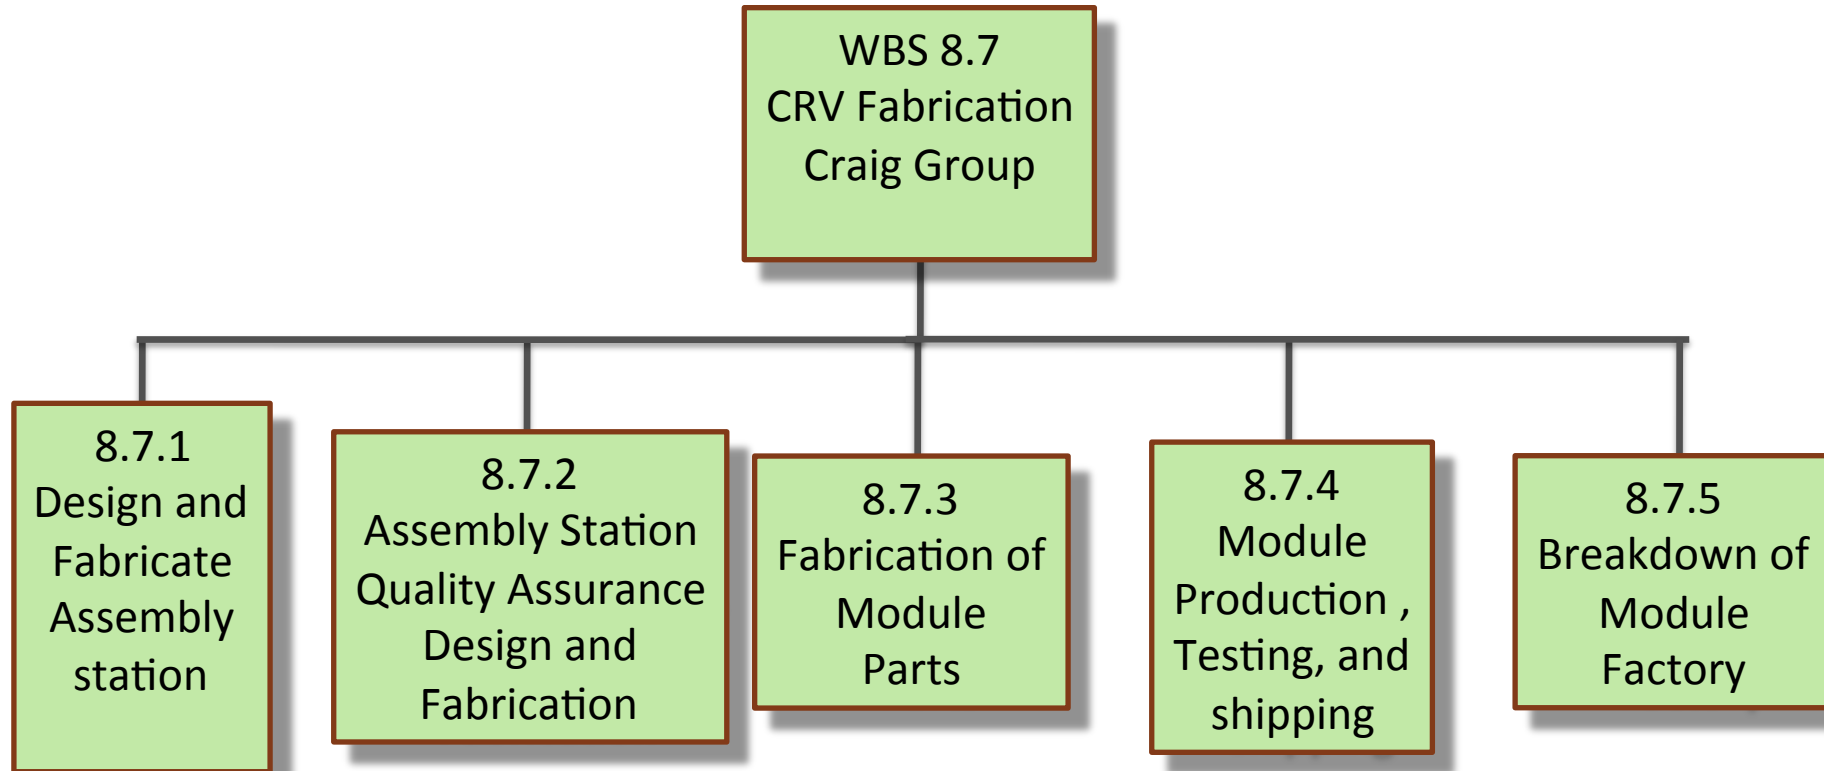 WBS 8.7
CRV Fabrication
Craig Group
8.7.1
Design and
Fabricate
Assembly
station
8.7.2
Assembly Station
Quality Assurance
Design and
Fabrication
8.7.3
Fabrication of
Module
Parts
8.7.4
Module
Production ,
Testing, and
shipping
8.7.5
Breakdown of
Module
Factory